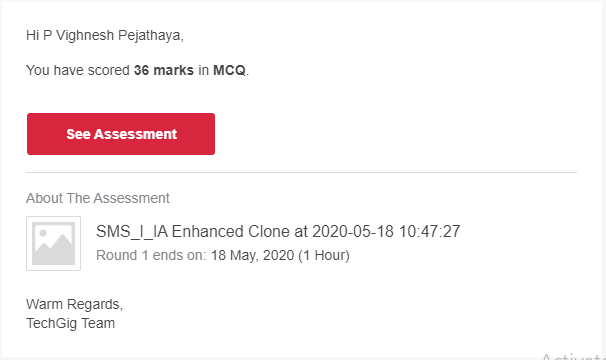 Hi P Vighnesh Pejathaya,
You have scored 36 marks in MCQ.
See Assessment
About The Assessment
SMS_I_IA Enhanced Clone at 2020-05-18 10:47:27
Round 1 ends on: 18 May, 2020 (1 Hour)
Warm Regards,
TechGig Team